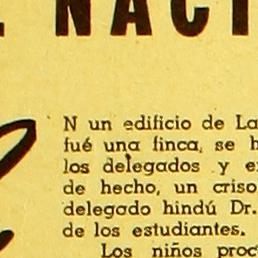 NACI
N un edificio de La
fué una finca, se h
los delegados y e
de hecho, un criso
delegado hindú Dr.
de los estudiantes.
Los niños proc